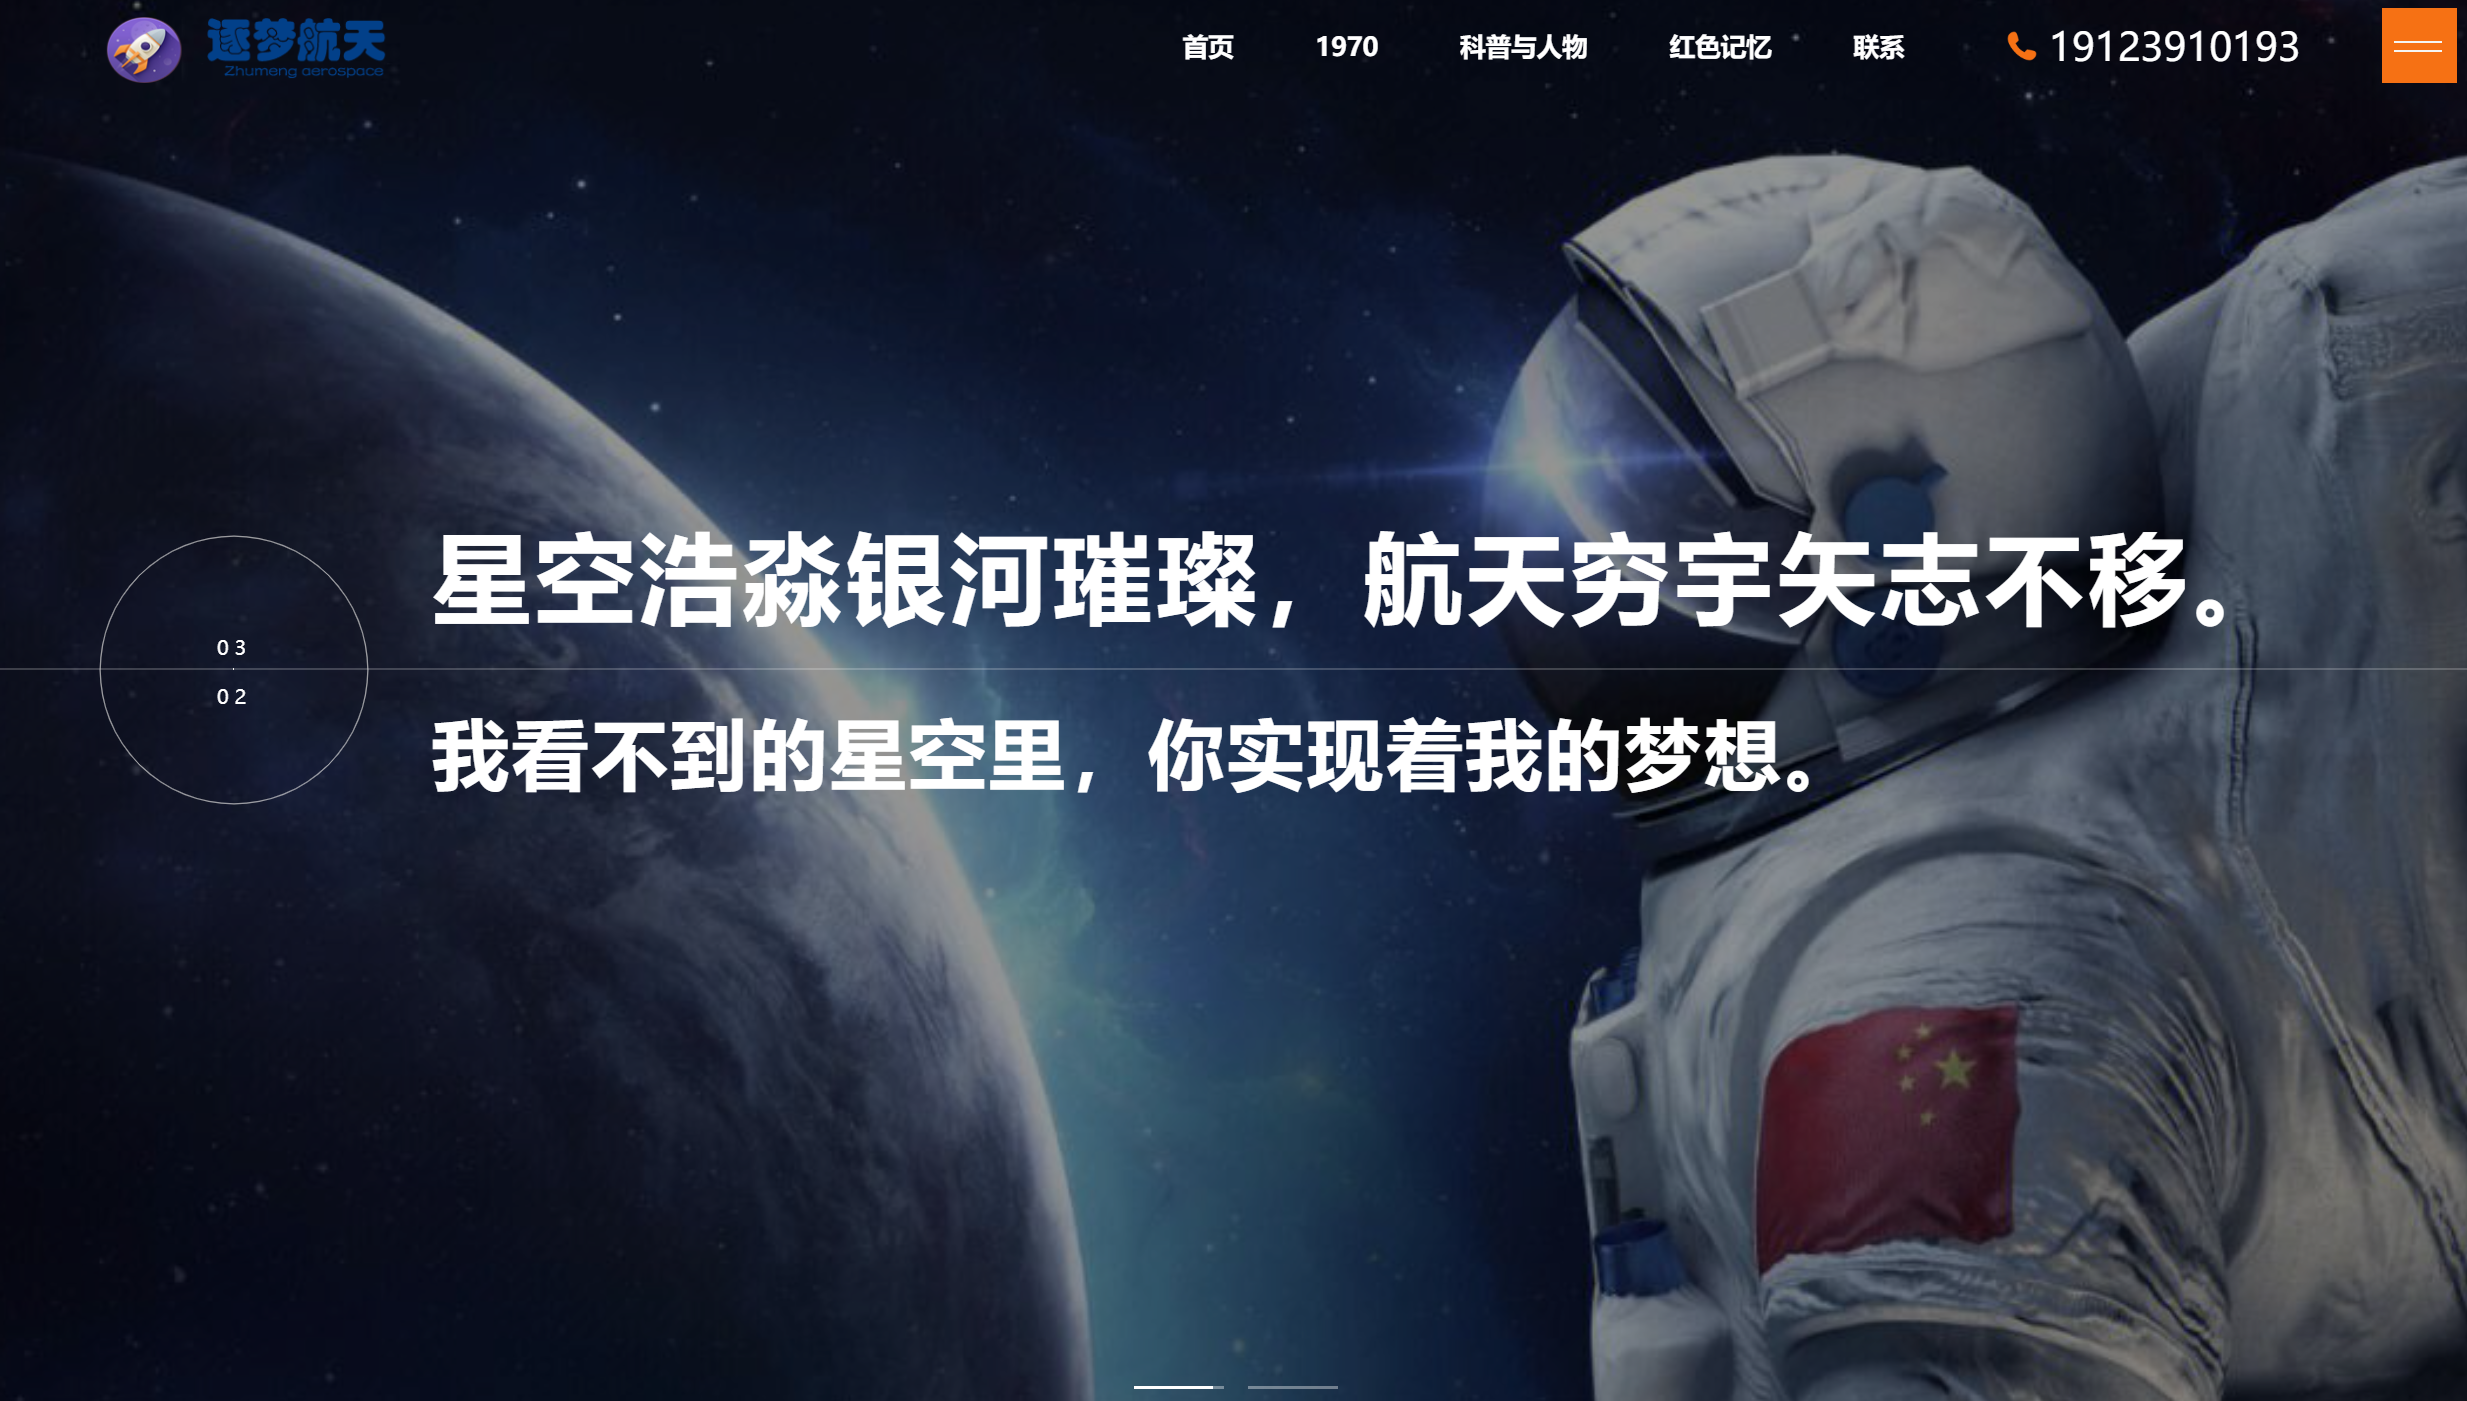 逐梦航天
Zhumeng aerospace
首页
1970
科普与人物
红色记忆
联系
19123910193
星空浩淼银河璀璨，航天穷宇矢志不移。
03
02
我看不到的星空里，你实现着我的梦想。